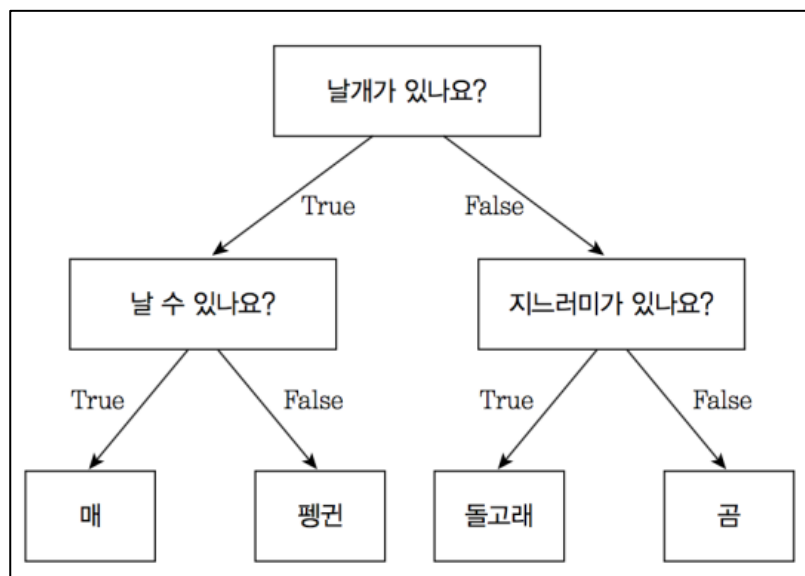 날개가 있나요?
True
False
날 수 있나요?
지느러미가 있나요?
True
False
True
False
매
펭귄
돌고래
곰